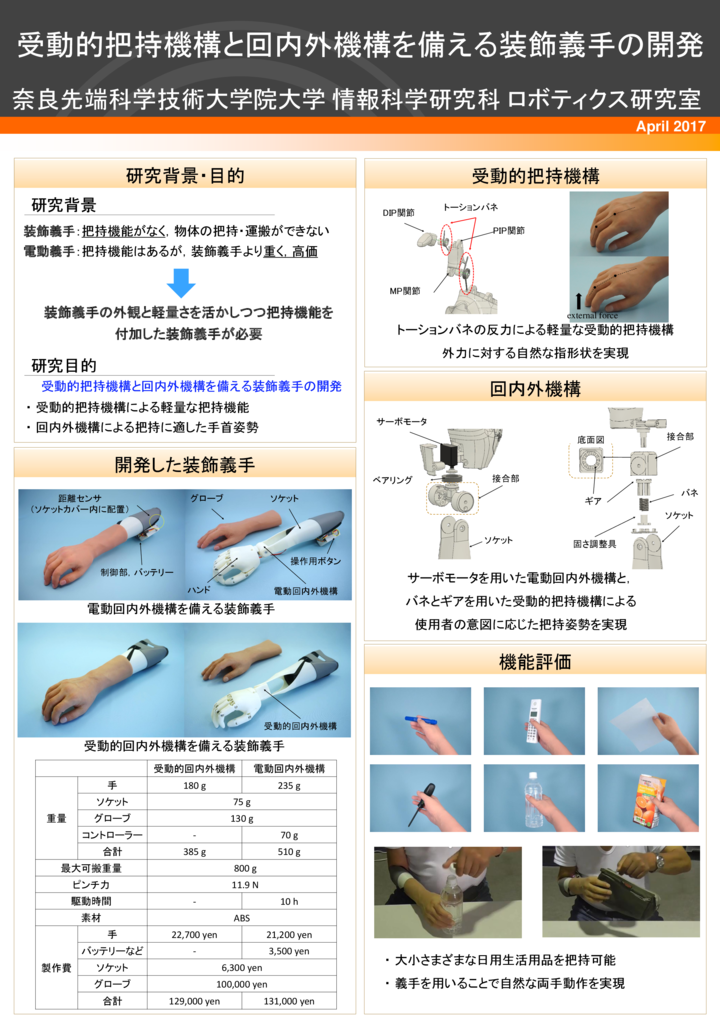 受動的把持機構と回内外機構を備える装飾義手の開発
奈良先端科学技術大学院大学 情報科学研究科 ロボティクス研究室
April 2017
研究背景・目的
研究背景
装飾義手：把持機能がなく，物体の把持・運搬ができない
電動義手：把持機能はあるが，装飾義手より重く，高価
装飾義手の外観と軽量さを活かしつつ把持機能を
付加した装飾義手が必要
研究目的
受動的把持機構と回内外機構を備える装飾義手の開発
・ 受動的把持機構による軽量な把持機能
・ 回内外機構による把持に適した手首姿勢
開発した装飾義手
距離センサ
（ソケットカバー内に配置）
制御部，バッテリー
グローブ
ソケット
操作用ボタン
ハンド
電動回内外機構
電動回内外機構を備える装飾義手
受動的回内外機構
受動的回内外機構を備える装飾義手
受動的回内外機構 電動回内外機構
重量
手 180 g 235 g
ソケット 75 g
グローブ 130 g
コントローラー - 70 g
合計 385 g 510 g
最大可搬重量 800 g
ピンチ力 11.9 N
駆動時間 - 10 h
素材 ABS
製作費
手 22,700 yen 21,200 yen
バッテリーなど - 3,500 yen
ソケット 6,300 yen
グローブ 100,000 yen
合計 129,000 yen 131,000 yen
受動的把持機構
トーションバネ
DIP関節
PIP関節
MP関節
external force
トーションバネの反力による軽量な受動的把持機構
外力に対する自然な指形状を実現
回内外機構
サーボモータ
ベアリング
接合部
ソケット
底面図
接合部
ギア
バネ
ソケット
固さ調整具
サーボモータを用いた電動回内外機構と，
バネとギアを用いた受動的把持機構による
使用者の意図に応じた把持姿勢を実現
機能評価
・ 大小さまざまな日用生活用品を把持可能
・ 義手を用いることで自然な両手動作を実現